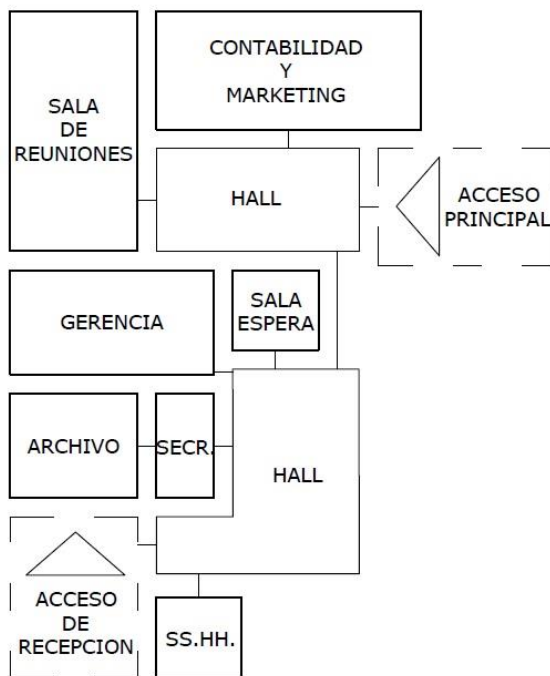 CONTABILIDAD
Y
MARKETING
SALA
DE
REUNIONES
HALL
ACCESO
PRINCIPAL
GERENCIA
SALA
ESPERA
ARCHIVO
SECR.
HALL
ACCESO
DE
RECEPCION
SS.HH.